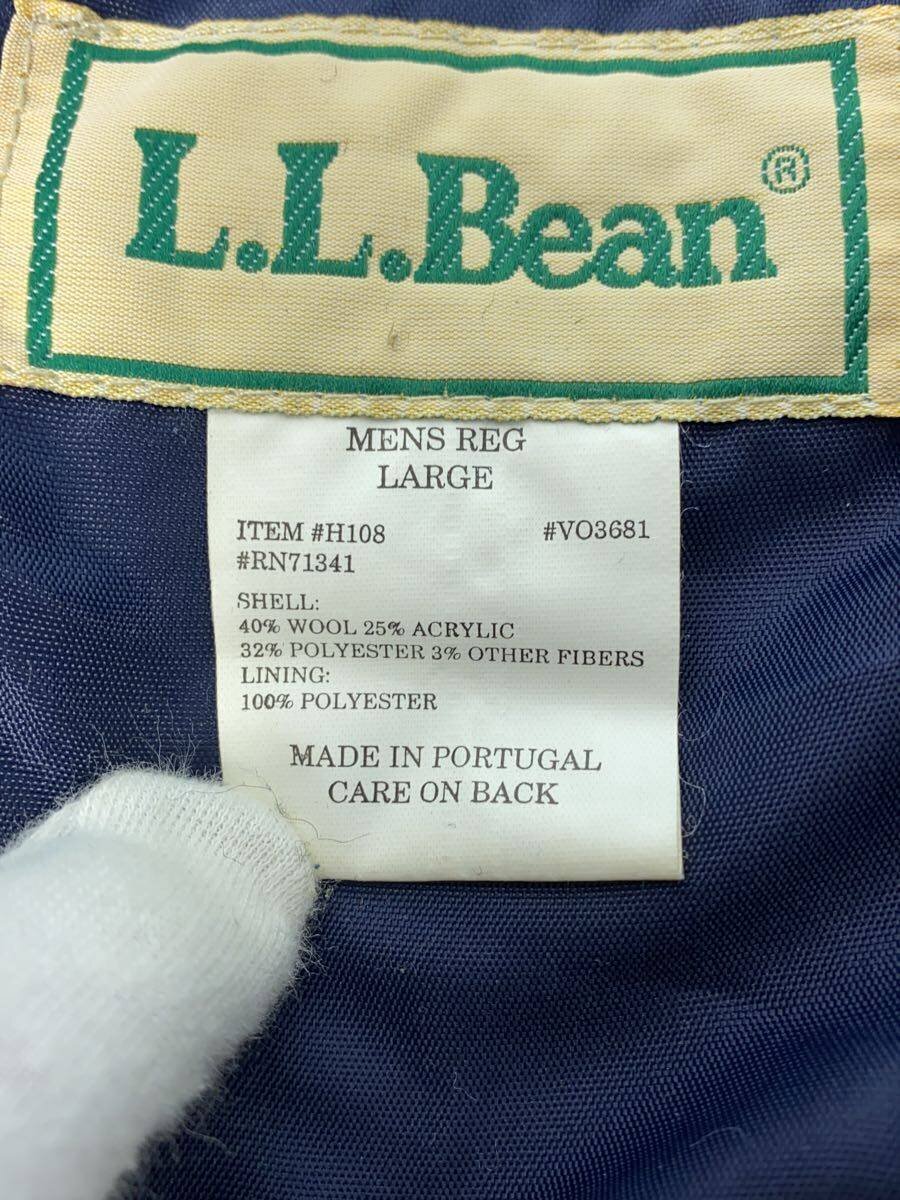 L.L.Bean®
MENS REG
LARGE
ITEM #H108 #VO3681
#RN71341
SHELL:
40% WOOL 25% ACRYLIC
32% POLYESTER 3% OTHER FIBERS
LINING:
100% POLYESTER
MADE IN PORTUGAL
CARE ON BACK